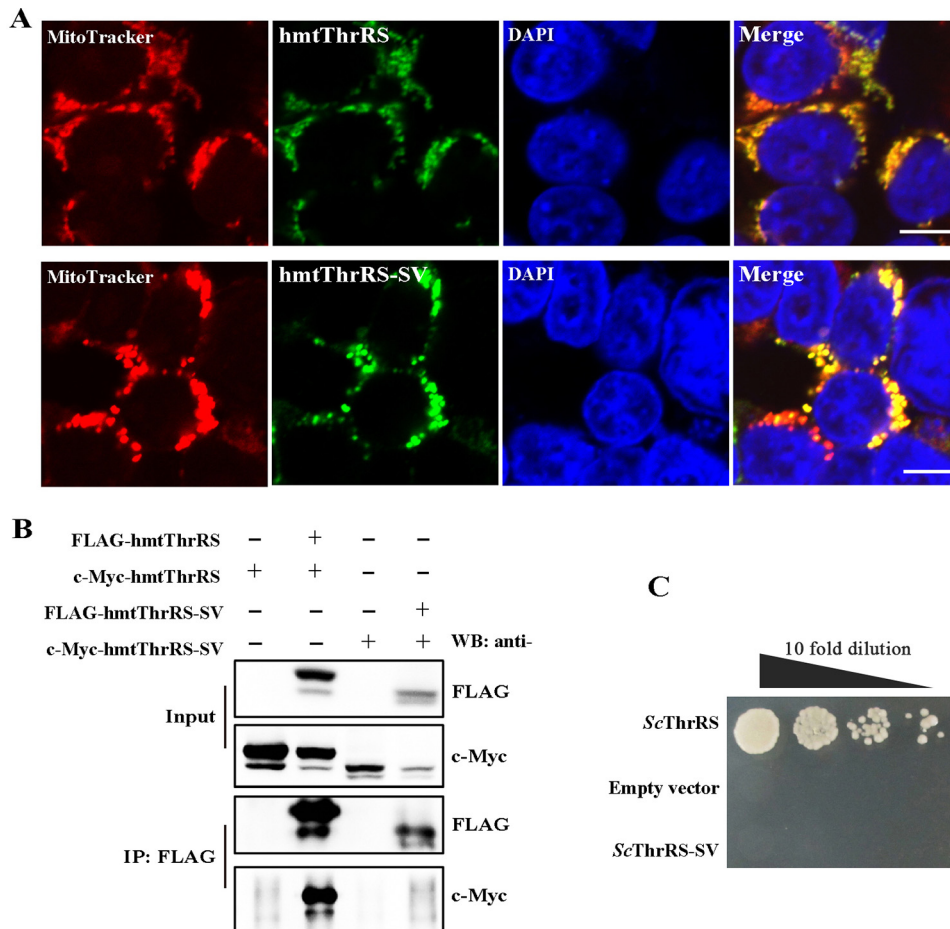 A
MitoTracker hmtThrRS DAPI Merge
MitoTracker hmtThrRS-SV DAPI Merge
B
FLAG-hmtThrRS – + – –
c-Myc-hmtThrRS + + – –
FLAG-hmtThrRS-SV – – – +
c-Myc-hmtThrRS-SV – – + + WB: anti-
Input
FLAG
c-Myc
IP: FLAG
FLAG
c-Myc
C
10 fold dilution
ScThrRS
Empty vector
ScThrRS-SV